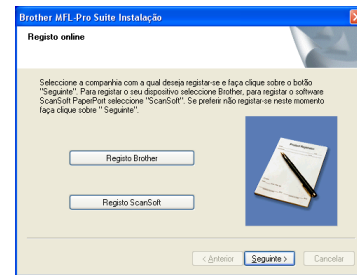 Brother MFL-Pro Suite Instalação
Registo online
Seleccione a companhia com a qual deseja registar-se e faça clique sobre o botão
"Seguinte". Para registar o seu dispositivo seleccione Brother, para registar o software
ScanSoft PaperPort seleccione "ScanSoft". Se preferir não registar-se neste momento
faça clique sobre " Seguinte".
Product Registration
Registo Brother
Registo ScanSoft
< Anterior
Seguinte >
Cancelar